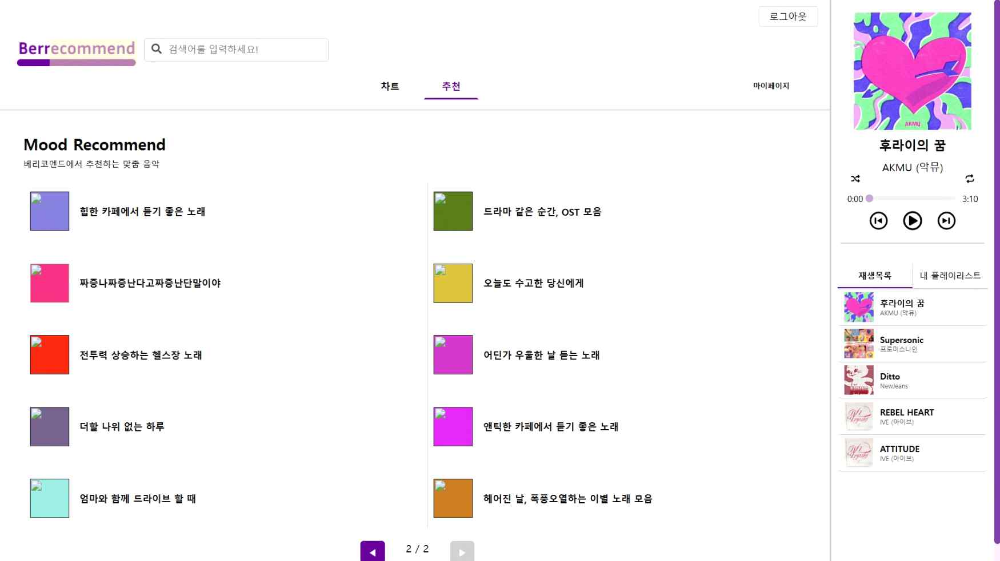 로그아웃
Berrecommend
검색어를 입력하세요!
차트
추천
마이페이지
Mood Recommend
베리코멘드에서 추천하는 맞춤 음악
힙한 카페에서 듣기 좋은 노래
드라마 같은 순간, OST 모음
짜증나짜증난다고짜증난단말이야
오늘도 수고한 당신에게
전투력 상승하는 헬스장 노래
어딘가 우울한 날 듣는 노래
더할 나위 없는 하루
앤틱한 카페에서 듣기 좋은 노래
엄마와 함께 드라이브 할 때
헤어진 날, 폭풍오열하는 이별 노래 모음
2 / 2
AKMU
후라이의 꿈
AKMU (악뮤)
0:00
3:10
재생목록
내 플레이리스트
후라이의 꿈
AKMU (악뮤)
Supersonic
프로미스나인
Ditto
NewJeans
REBEL HEART
IVE (아이브)
ATTITUDE
IVE (아이브)